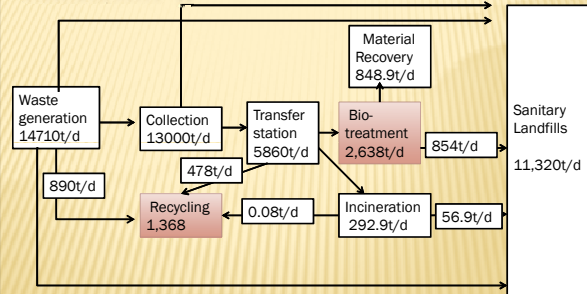 Material
Recovery
848.9t/d
Waste
generation
14710t/d
Collection
13000t/d
Transfer
station
5860t/d
Bio-
treatment
2,638t/d
854t/d
Sanitary
Landfills
11,320t/d
478t/d
890t/d
Recycling
1,368
0.08t/d
Incineration
292.9t/d
56.9t/d